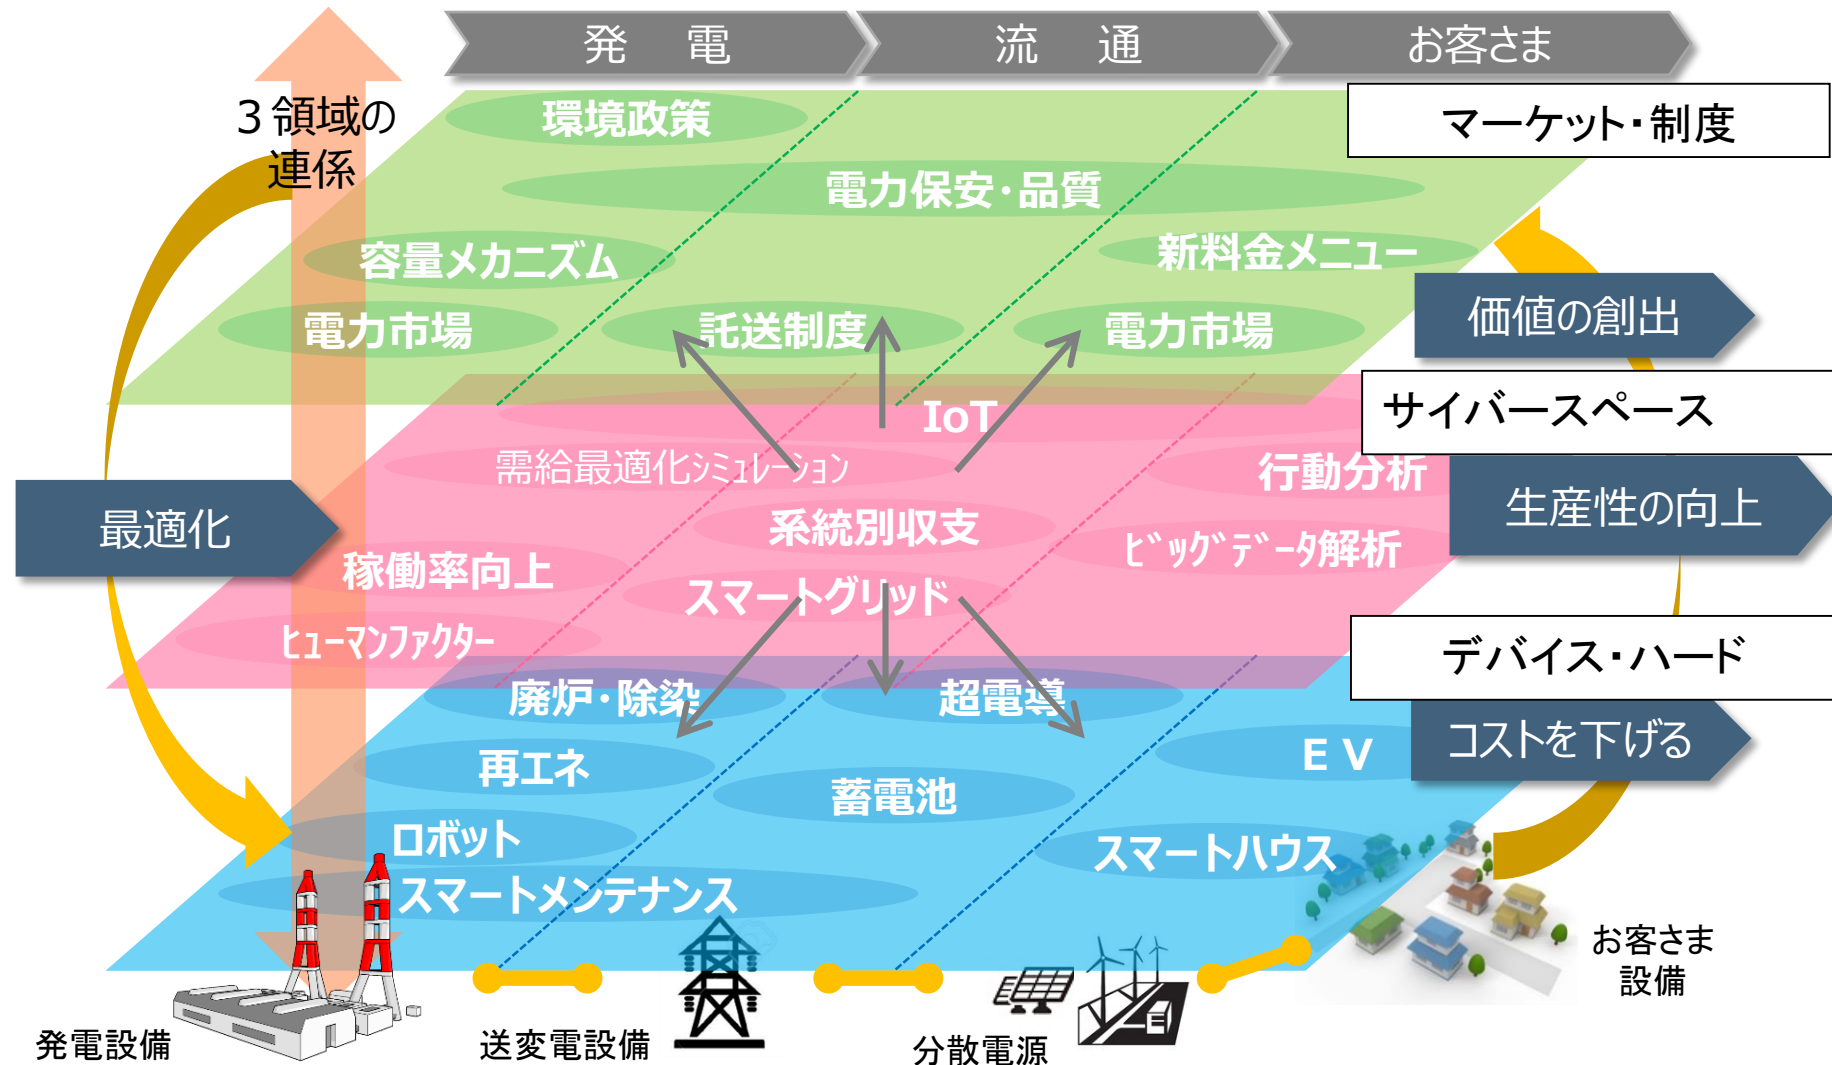 発　電
流　通
お客さま
3領域の
連係
環境政策
マーケット・制度
電力保安・品質
容量メカニズム
新料金メニュー
電力市場
託送制度
電力市場
価値の創出
IoT
サイバースペース
需給最適化ｼﾐｭﾚｰｼｮﾝ
行動分析
最適化
系統別収支
生産性の向上
稼働率向上
ﾋﾞｯｸﾞﾃﾞｰﾀ解析
スマートグリッド
ﾋｭｰﾏﾝﾌｧｸﾀｰ
デバイス・ハード
廃炉・除染
超電導
コストを下げる
再エネ
ＥＶ
蓄電池
ロボット
スマートハウス
スマートメンテナンス
お客さま
設備
発電設備
送変電設備
分散電源